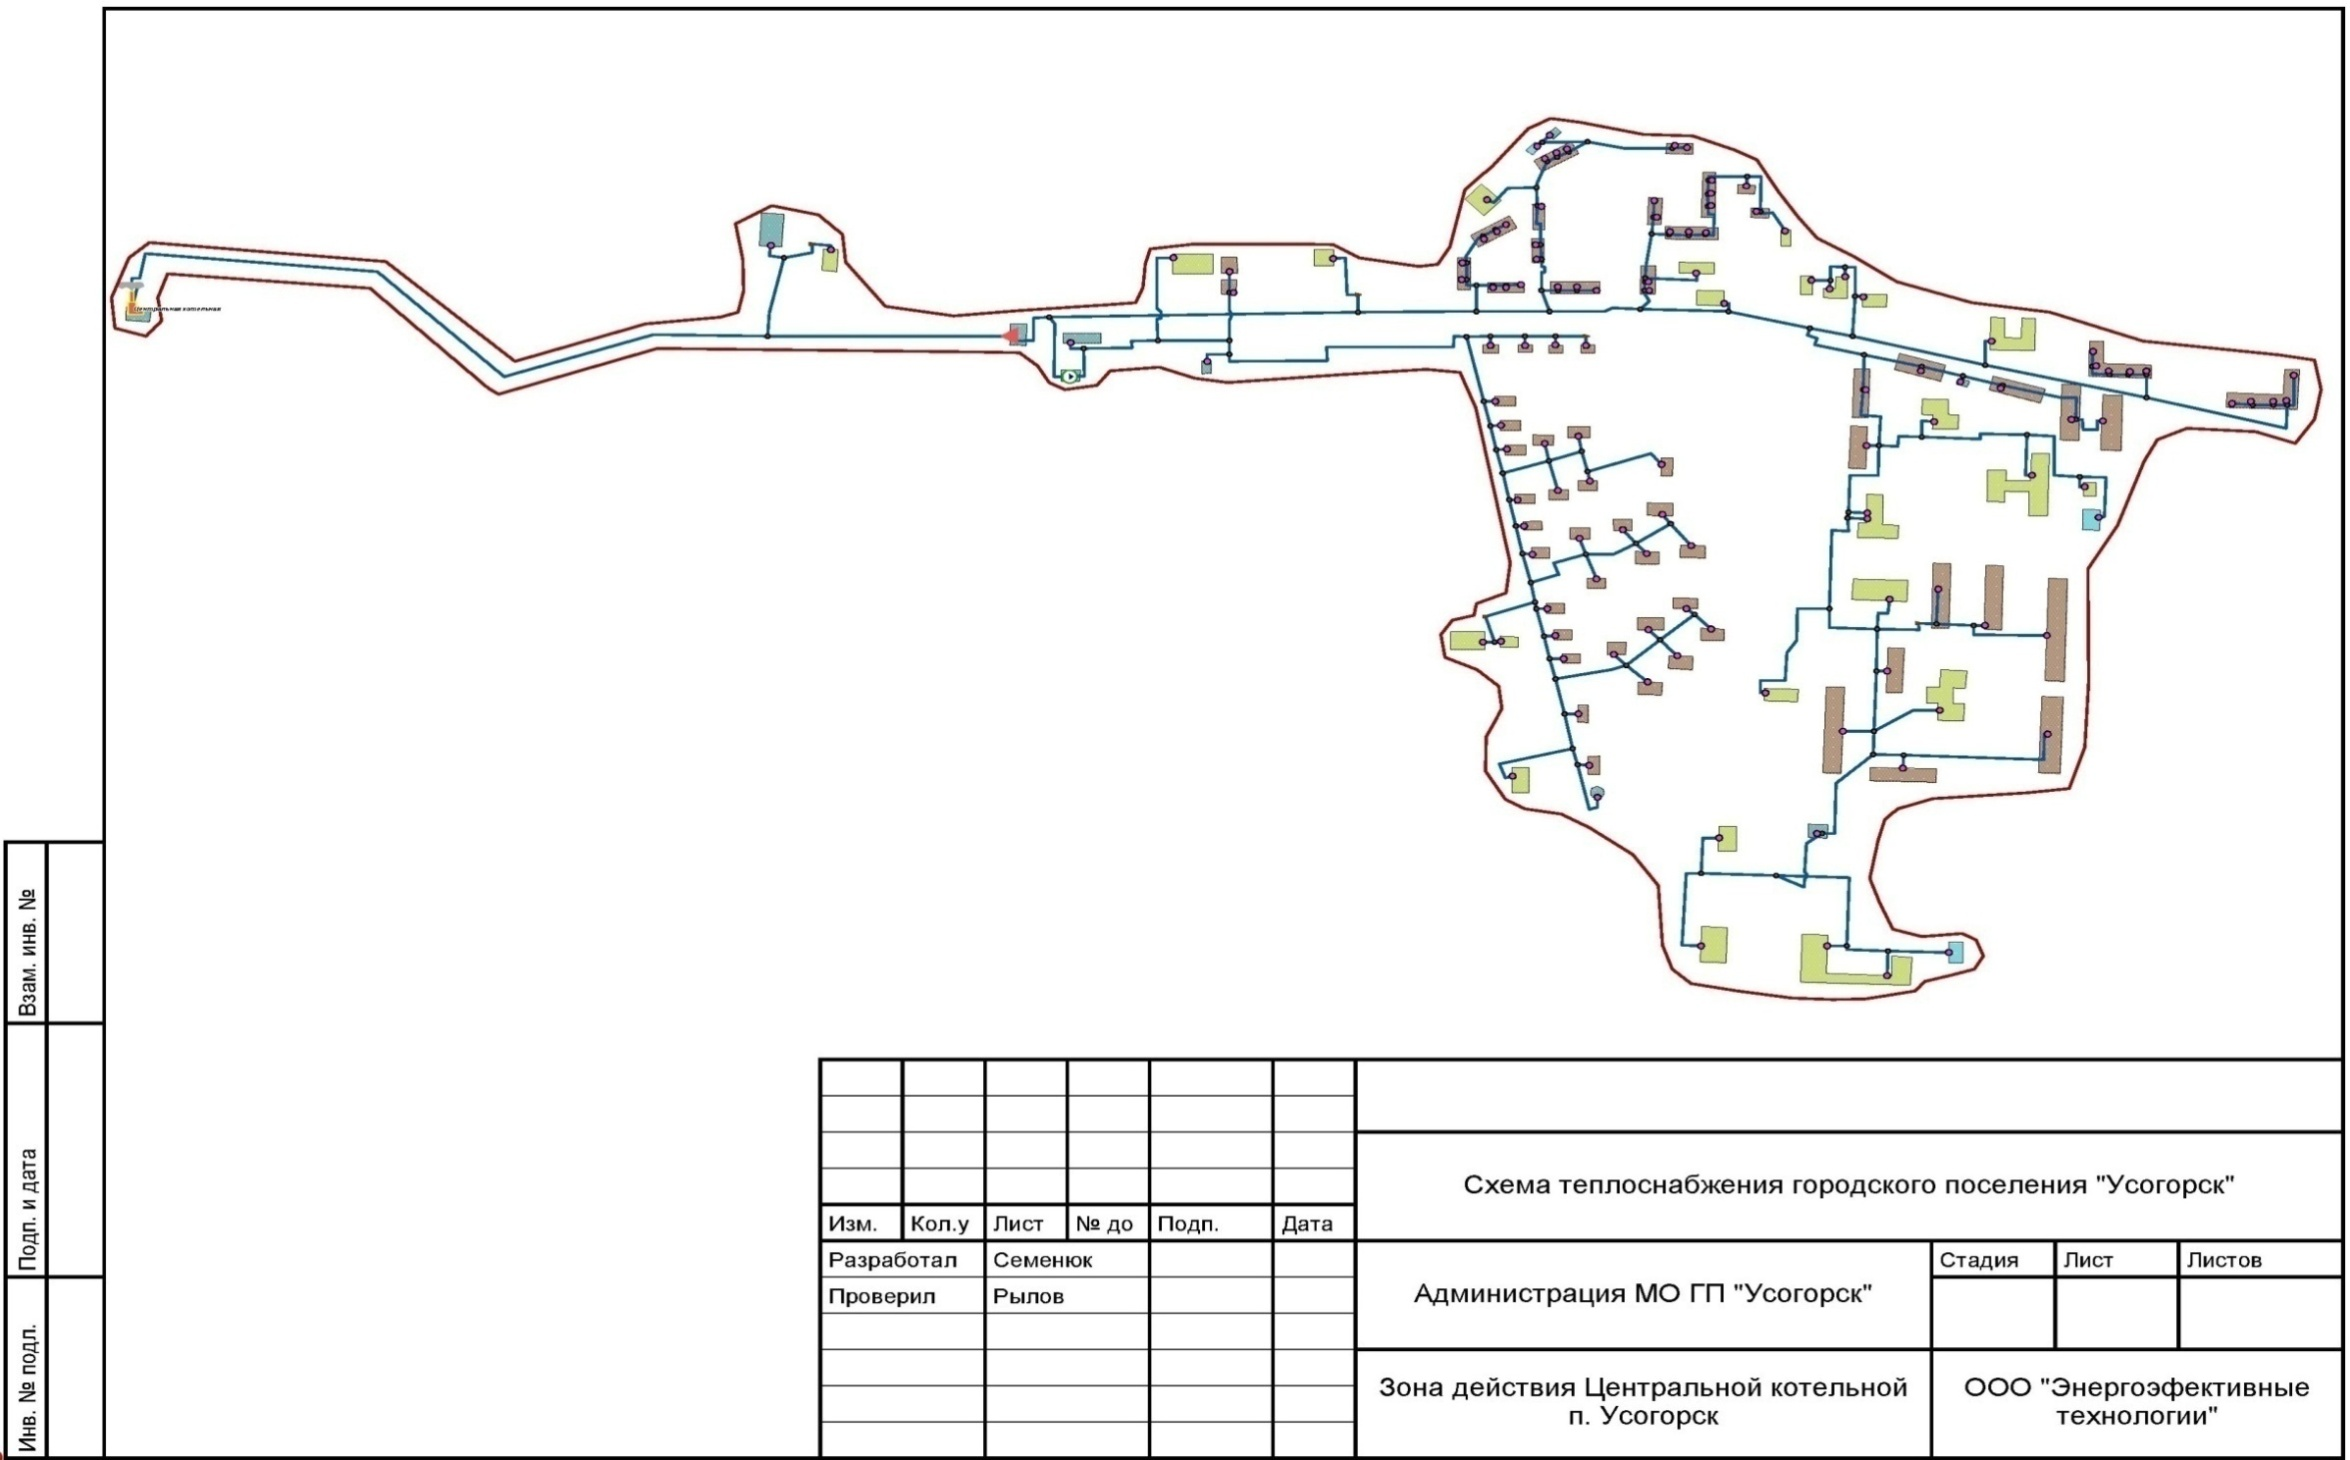 Центральная котельная
Взам. инв. №
Подп. и дата
Инв. № подл.
Схема теплоснабжения городского поселения "Усогорск"
Изм. Кол.у Лист № до Подп. Дата
Разработал Семенюк
Проверил Рылов
Администрация МО ГП "Усогорск"
Стадия Лист Листов
Зона действия Центральной котельной
п. Усогорск
ООО "Энергоэфективные
технологии"